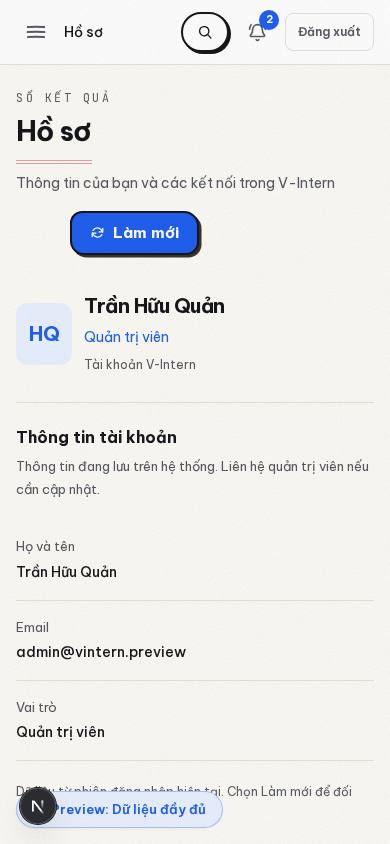 Hồ sơ
2
Đăng xuất
SỔ KẾT QUẢ
Hồ sơ
Thông tin của bạn và các kết nối trong V-Intern
Làm mới
HQ
Trần Hữu Quản
Quản trị viên
Tài khoản V-Intern
Thông tin tài khoản
Thông tin đang lưu trên hệ thống. Liên hệ quản trị viên nếu
cần cập nhật.
Họ và tên
Trần Hữu Quản
Email
admin@vintern.preview
Vai trò
Quản trị viên
từ phiên đăng nhập hiện tại. Chọn Làm mới để đối
N
review: Dữ liệu đầy đủ